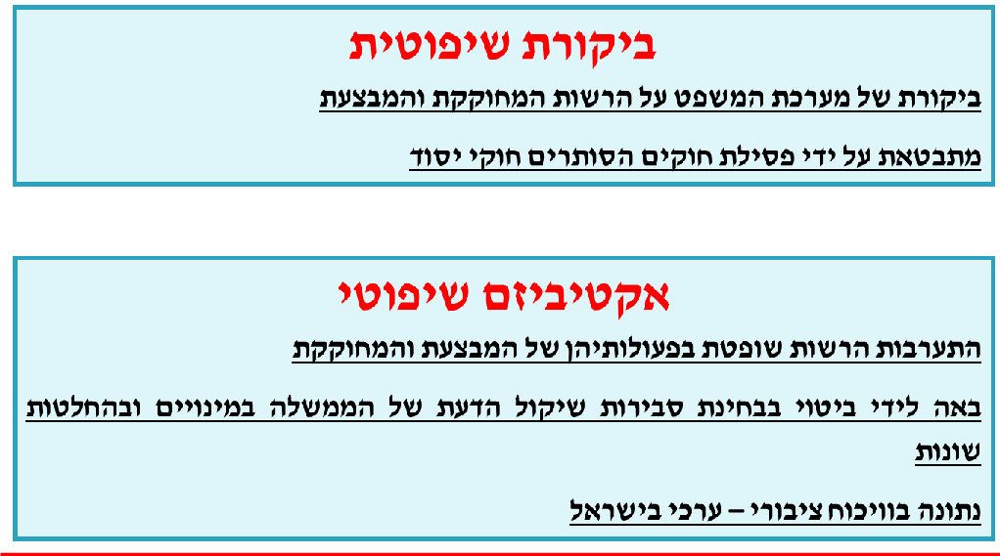 ביקורת שיפוטית
ביקורת של מערכת המשפט על הרשות המחוקקת והמבצעת
מתבטאת על ידי פסילת חוקים הסותרים חוקי יסוד
אקטיביזם שיפוטי
התערבות הרשות שופטת בפעולותיהן של המבצעת והמחוקקת
באה לידי ביטוי בבחינת סבירות שיקול הדעת של הממשלה במינויים ובהחלטות
שונות
נתונה בוויכוח ציבורי – ערכי בישראל